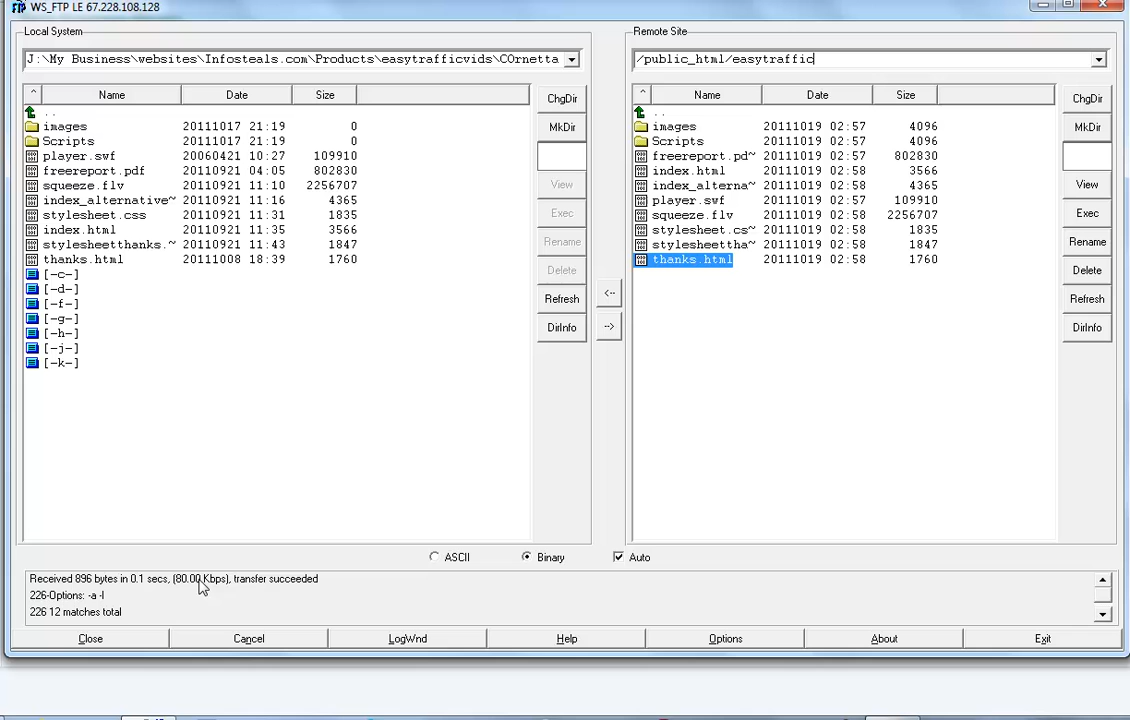 WS_FTP LE 67.228.108.128
Local System
J:\My Business\websites\Infosteals.com\Products\easytrafficvids\COrnetta
^ Name Date Size
..
images 20111017 21:19 0
Scripts 20111017 21:19 0
player.swf 20060421 10:27 109910
freereport.pdf 20110921 04:05 802830
squeeze.flv 20110921 11:10 2256707
index_alternative~ 20110921 11:16 4365
stylesheet.css 20110921 11:31 1835
index.html 20110921 11:35 3566
stylesheetthanks.~ 20110921 11:43 1847
thanks.html 20111008 18:39 1760
[-c-]
[-d-]
[-f-]
[-g-]
[-h-]
[-j-]
[-k-]
ChgDir
MkDir
View
Exec
Rename
Delete
Refresh
DirInfo
<--
-->
Remote Site
/public_html/easytraffic
^ Name Date Size
..
images 20111019 02:57 4096
Scripts 20111019 02:57 4096
freereport.pd~ 20111019 02:57 802830
index.html 20111019 02:58 3566
index_alterna~ 20111019 02:58 4365
player.swf 20111019 02:57 109910
squeeze.flv 20111019 02:58 2256707
stylesheet.cs~ 20111019 02:58 1835
stylesheettha~ 20111019 02:58 1847
thanks.html 20111019 02:58 1760
ChgDir
MkDir
View
Exec
Rename
Delete
Refresh
DirInfo
ASCII Binary Auto
Received 896 bytes in 0.1 secs, (80.00 Kbps), transfer succeeded
226-Options: -a -l
226 12 matches total
Close Cancel LogWnd Help Options About Exit